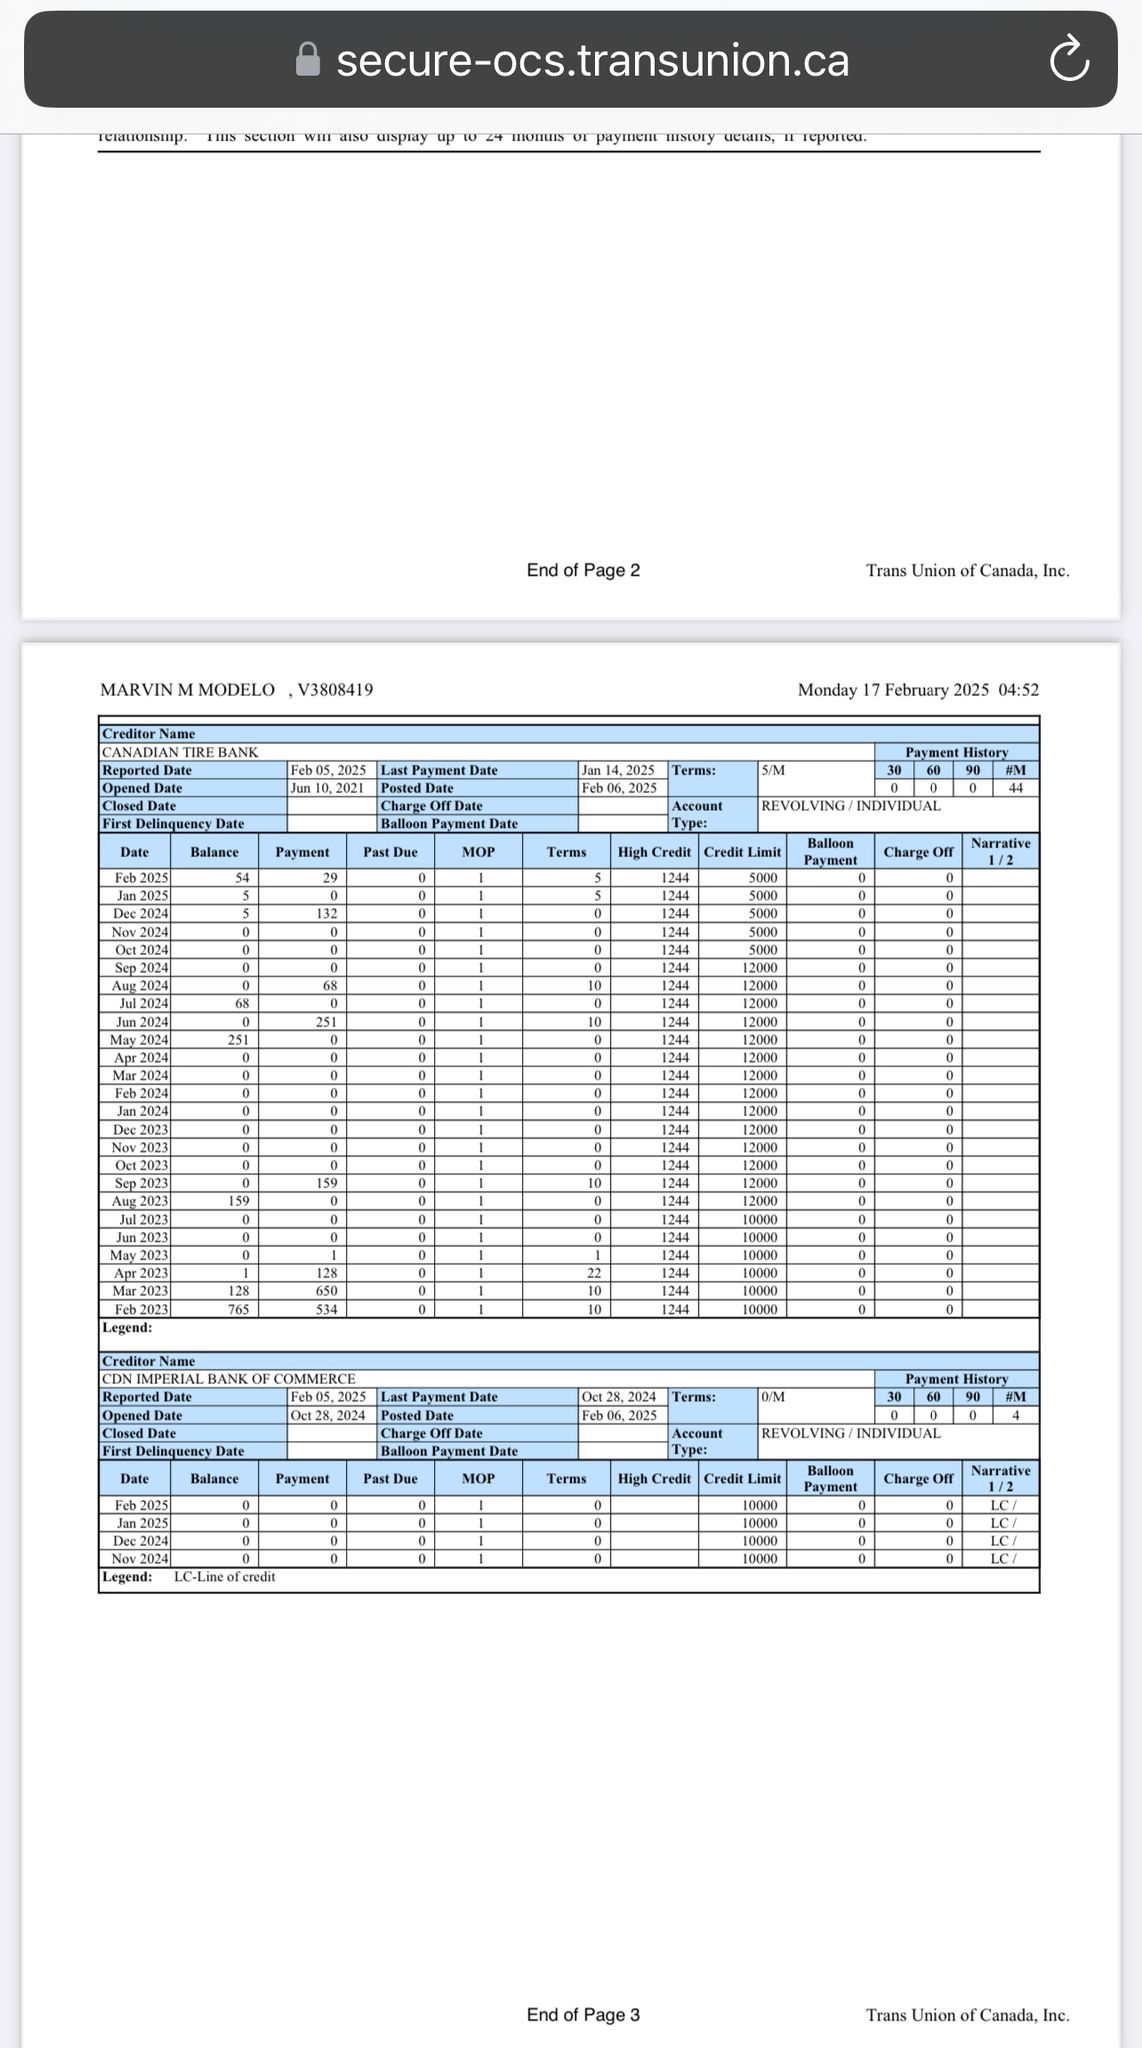 secure-ocs.transunion.ca
relationship. This section will also display up to 24 months of payment history details, if reported.
End of Page 2 Trans Union of Canada, Inc.
MARVIN M MODELO , V3808419 Monday 17 February 2025 04:52
Creditor Name
CANADIAN TIRE BANK Payment History
Reported Date Feb 05, 2025 Last Payment Date Jan 14, 2025 Terms: 5/M 30 60 90 #M
Opened Date Jun 10, 2021 Posted Date Feb 06, 2025 0 0 0 44
Closed Date Charge Off Date Account REVOLVING / INDIVIDUAL
First Delinquency Date Balloon Payment Date Type:
Date Balance Payment Past Due MOP Terms High Credit Credit Limit Balloon Payment Charge Off Narrative 1 / 2
Feb 2025 54 29 0 1 5 1244 5000 0 0
Jan 2025 5 0 0 1 5 1244 5000 0 0
Dec 2024 5 132 0 1 0 1244 5000 0 0
Nov 2024 0 0 0 1 0 1244 5000 0 0
Oct 2024 0 0 0 1 0 1244 5000 0 0
Sep 2024 0 0 0 1 0 1244 12000 0 0
Aug 2024 0 68 0 1 10 1244 12000 0 0
Jul 2024 68 0 0 1 0 1244 12000 0 0
Jun 2024 0 251 0 1 10 1244 12000 0 0
May 2024 251 0 0 1 0 1244 12000 0 0
Apr 2024 0 0 0 1 0 1244 12000 0 0
Mar 2024 0 0 0 1 0 1244 12000 0 0
Feb 2024 0 0 0 1 0 1244 12000 0 0
Jan 2024 0 0 0 1 0 1244 12000 0 0
Dec 2023 0 0 0 1 0 1244 12000 0 0
Nov 2023 0 0 0 1 0 1244 12000 0 0
Oct 2023 0 0 0 1 0 1244 12000 0 0
Sep 2023 0 159 0 1 10 1244 12000 0 0
Aug 2023 159 0 0 1 0 1244 12000 0 0
Jul 2023 0 0 0 1 0 1244 10000 0 0
Jun 2023 0 0 0 1 0 1244 10000 0 0
May 2023 0 1 0 1 1 1244 10000 0 0
Apr 2023 1 128 0 1 22 1244 10000 0 0
Mar 2023 128 650 0 1 10 1244 10000 0 0
Feb 2023 765 534 0 1 10 1244 10000 0 0
Legend:
Creditor Name
CDN IMPERIAL BANK OF COMMERCE Payment History
Reported Date Feb 05, 2025 Last Payment Date Oct 28, 2024 Terms: 0/M 30 60 90 #M
Opened Date Oct 28, 2024 Posted Date Feb 06, 2025 0 0 0 4
Closed Date Charge Off Date Account REVOLVING / INDIVIDUAL
First Delinquency Date Balloon Payment Date Type:
Date Balance Payment Past Due MOP Terms High Credit Credit Limit Balloon Payment Charge Off Narrative 1 / 2
Feb 2025 0 0 0 1 0 10000 0 0 LC /
Jan 2025 0 0 0 1 0 10000 0 0 LC /
Dec 2024 0 0 0 1 0 10000 0 0 LC /
Nov 2024 0 0 0 1 0 10000 0 0 LC /
Legend: LC-Line of credit
End of Page 3 Trans Union of Canada, Inc.